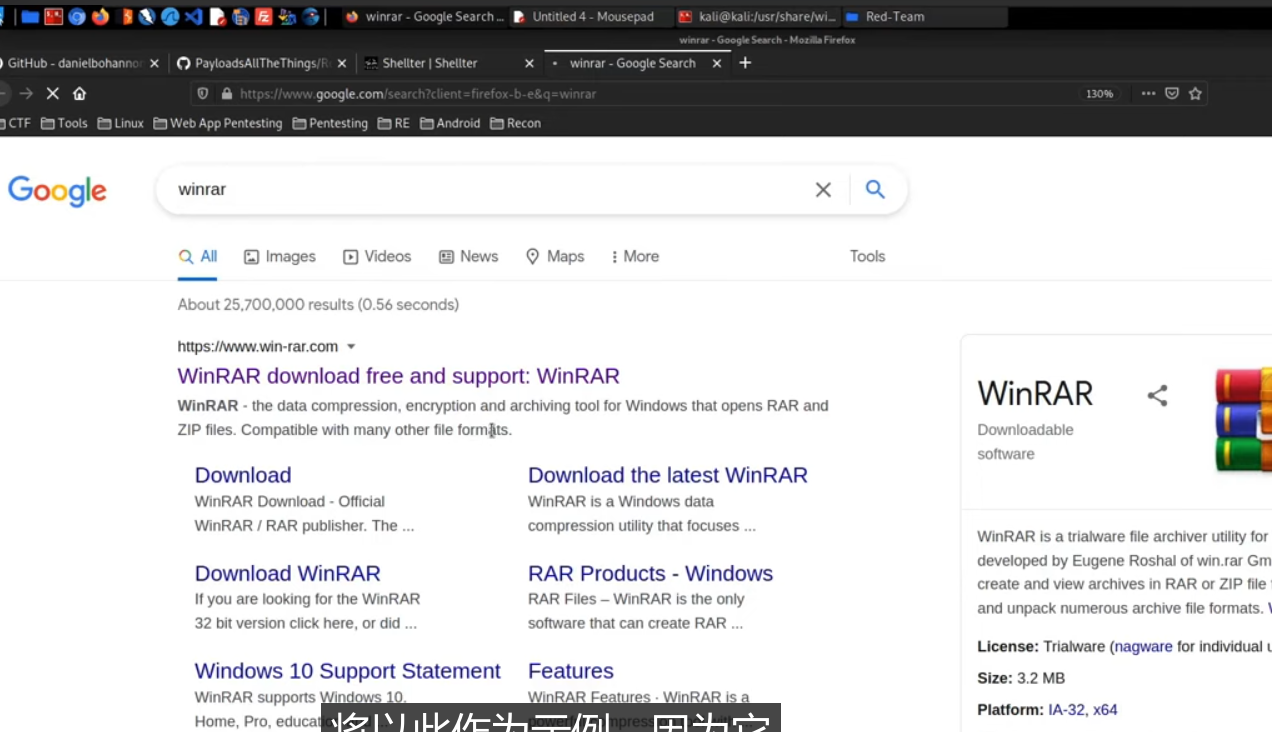 winrar - Google Search ... Untitled 4 - Mousepad kali@kali:/usr/share/wi... Red-Team
winrar - Google Search - Mozilla Firefox
GitHub - danielbohannon PayloadsAllTheThings/R Shellter | Shellter winrar - Google Search
https://www.google.com/search?client=firefox-b-e&q=winrar 130%
CTF Tools Linux Web App Pentesting Pentesting RE Android Recon
Google winrar
All Images Videos News Maps More Tools
About 25,700,000 results (0.56 seconds)
https://www.win-rar.com
WinRAR download free and support: WinRAR
WinRAR - the data compression, encryption and archiving tool for Windows that opens RAR and
ZIP files. Compatible with many other file formats.
Download
WinRAR Download - Official
WinRAR / RAR publisher. The ...
Download the latest WinRAR
WinRAR is a Windows data
compression utility that focuses ...
Download WinRAR
If you are looking for the WinRAR
32 bit version click here, or did ...
RAR Products - Windows
RAR Files – WinRAR is the only
software that can create RAR ...
Windows 10 Support Statement
WinRAR supports Windows 10.
Home, Pro,
Features
WinRAR Features · WinRAR is a
WinRAR
Downloadable
software
WinRAR is a trialware file archiver utility for
developed by Eugene Roshal of win.rar Gm
create and view archives in RAR or ZIP file
and unpack numerous archive file formats. W
License: Trialware (nagware for individual u
Size: 3.2 MB
Platform: IA-32, x64
将以此作为示例，因为它